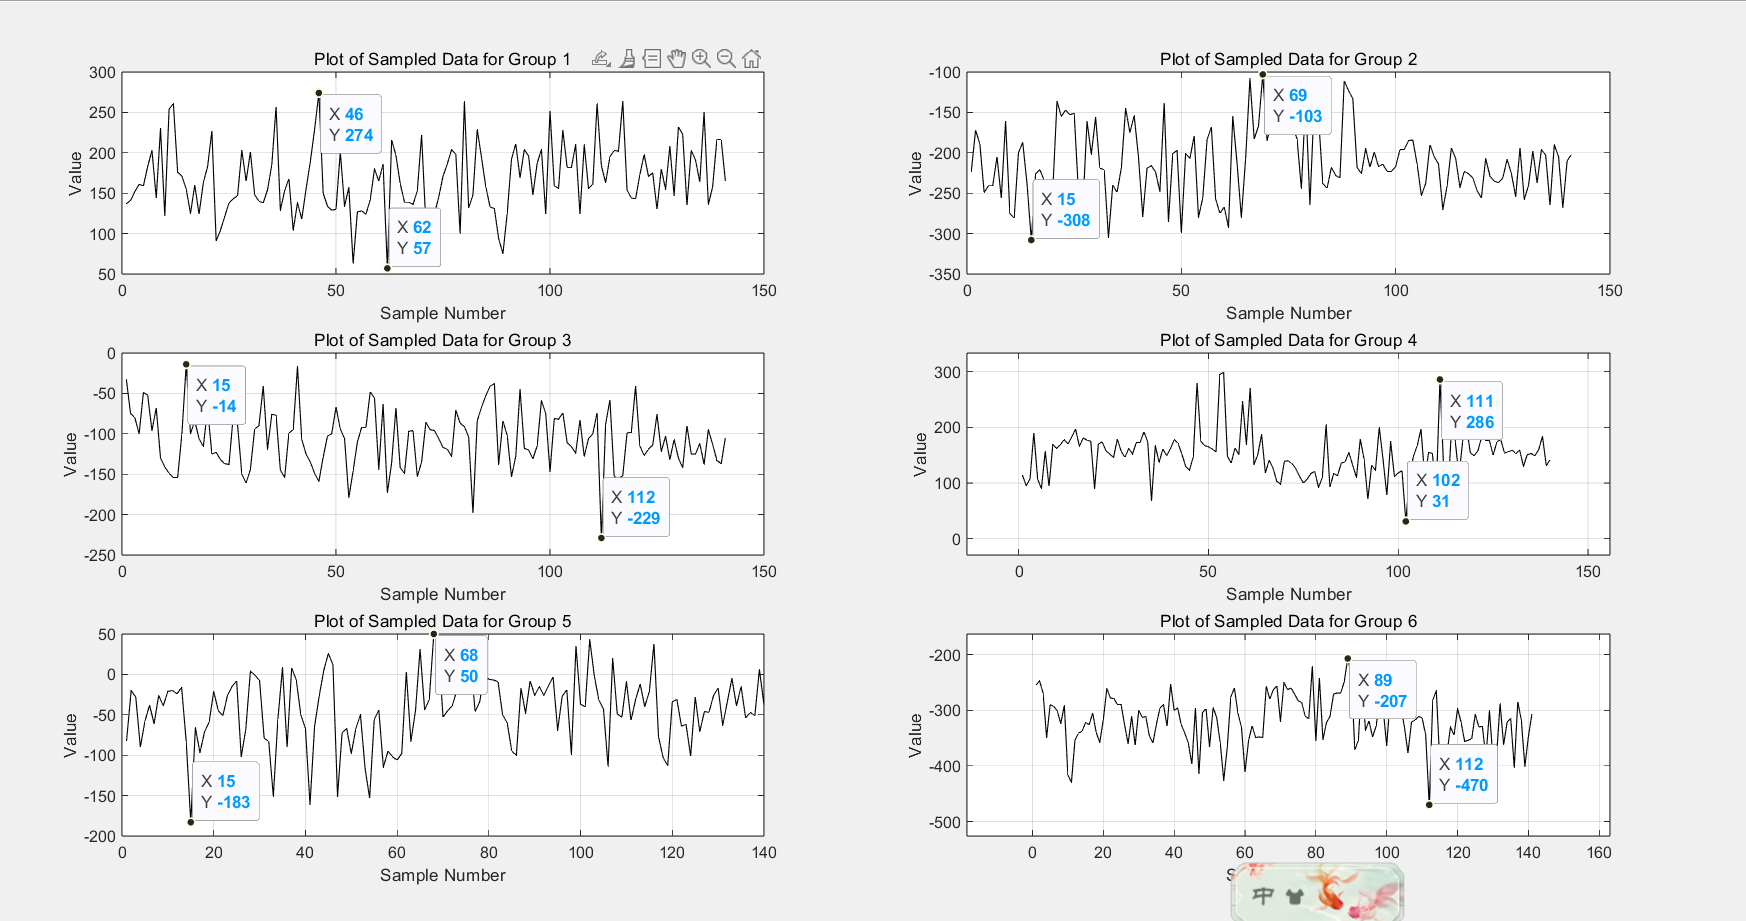 Plot of Sampled Data for Group 1
300
250
200
150
100
50
Value
X 46
Y 274
X 62
Y 57
0 50 100 150
Sample Number
Plot of Sampled Data for Group 2
-100
-150
-200
-250
-300
-350
Value
X 69
Y -103
X 15
Y -308
0 50 100 150
Sample Number
Plot of Sampled Data for Group 3
0
-50
-100
-150
-200
-250
Value
X 15
Y -14
X 112
Y -229
0 50 100 150
Sample Number
Plot of Sampled Data for Group 4
300
200
100
0
Value
X 111
Y 286
X 102
Y 31
0 50 100 150
Sample Number
Plot of Sampled Data for Group 5
50
0
-50
-100
-150
-200
Value
X 68
Y 50
X 15
Y -183
0 20 40 60 80 100 120 140
Sample Number
Plot of Sampled Data for Group 6
-200
-300
-400
-500
Value
X 89
Y -207
X 112
Y -470
0 20 40 60 80 100 120 140 160
S
中